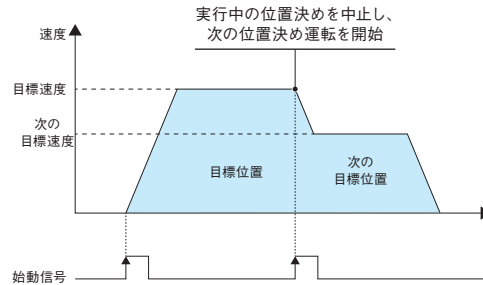 実行中の位置決めを中止し、
次の位置決め運転を開始
速度
目標速度
次の
目標速度
目標位置
次の
目標位置
始動信号